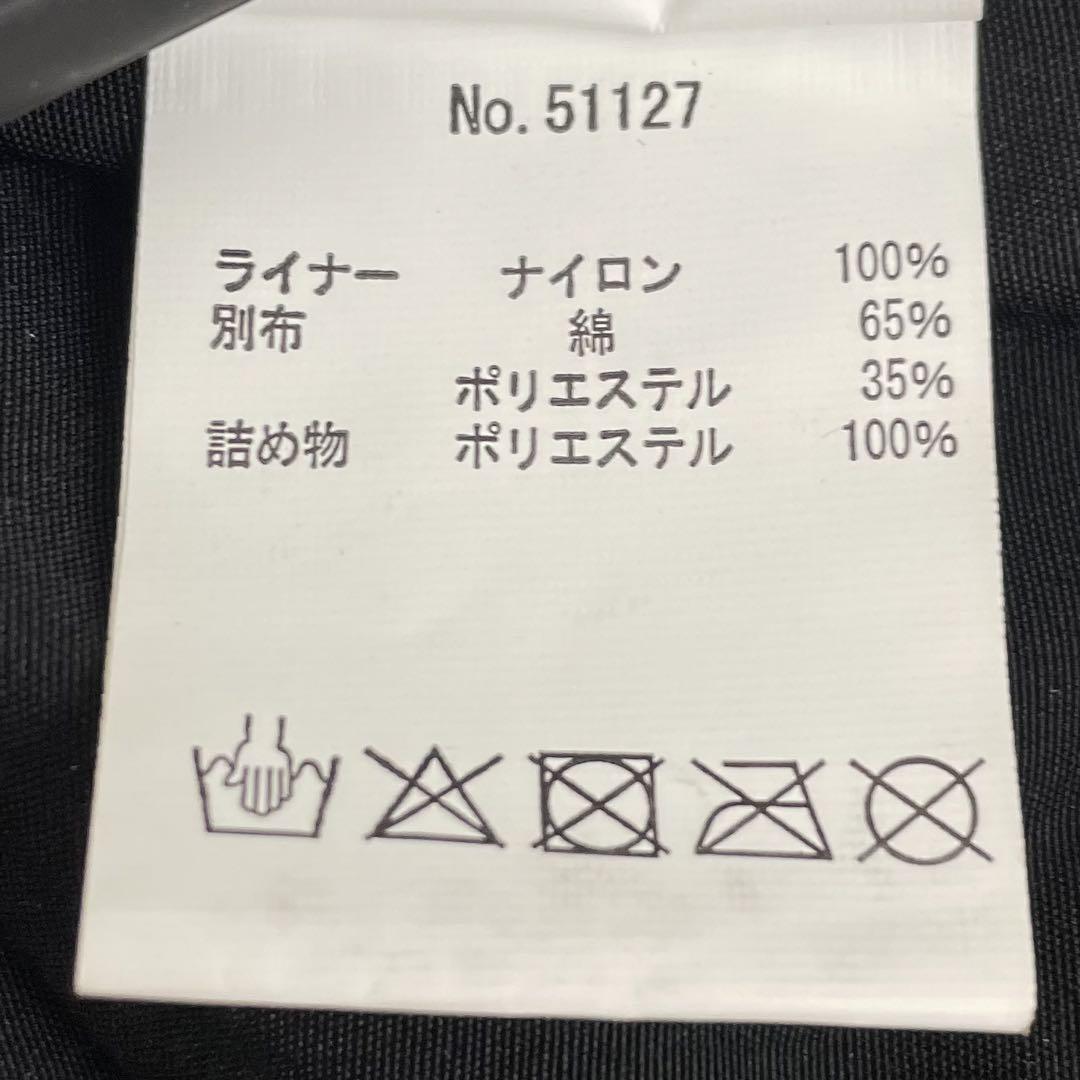 No. 51127
ライナー ナイロン 100%
別布 綿 65%
ポリエステル 35%
詰め物 ポリエステル 100%